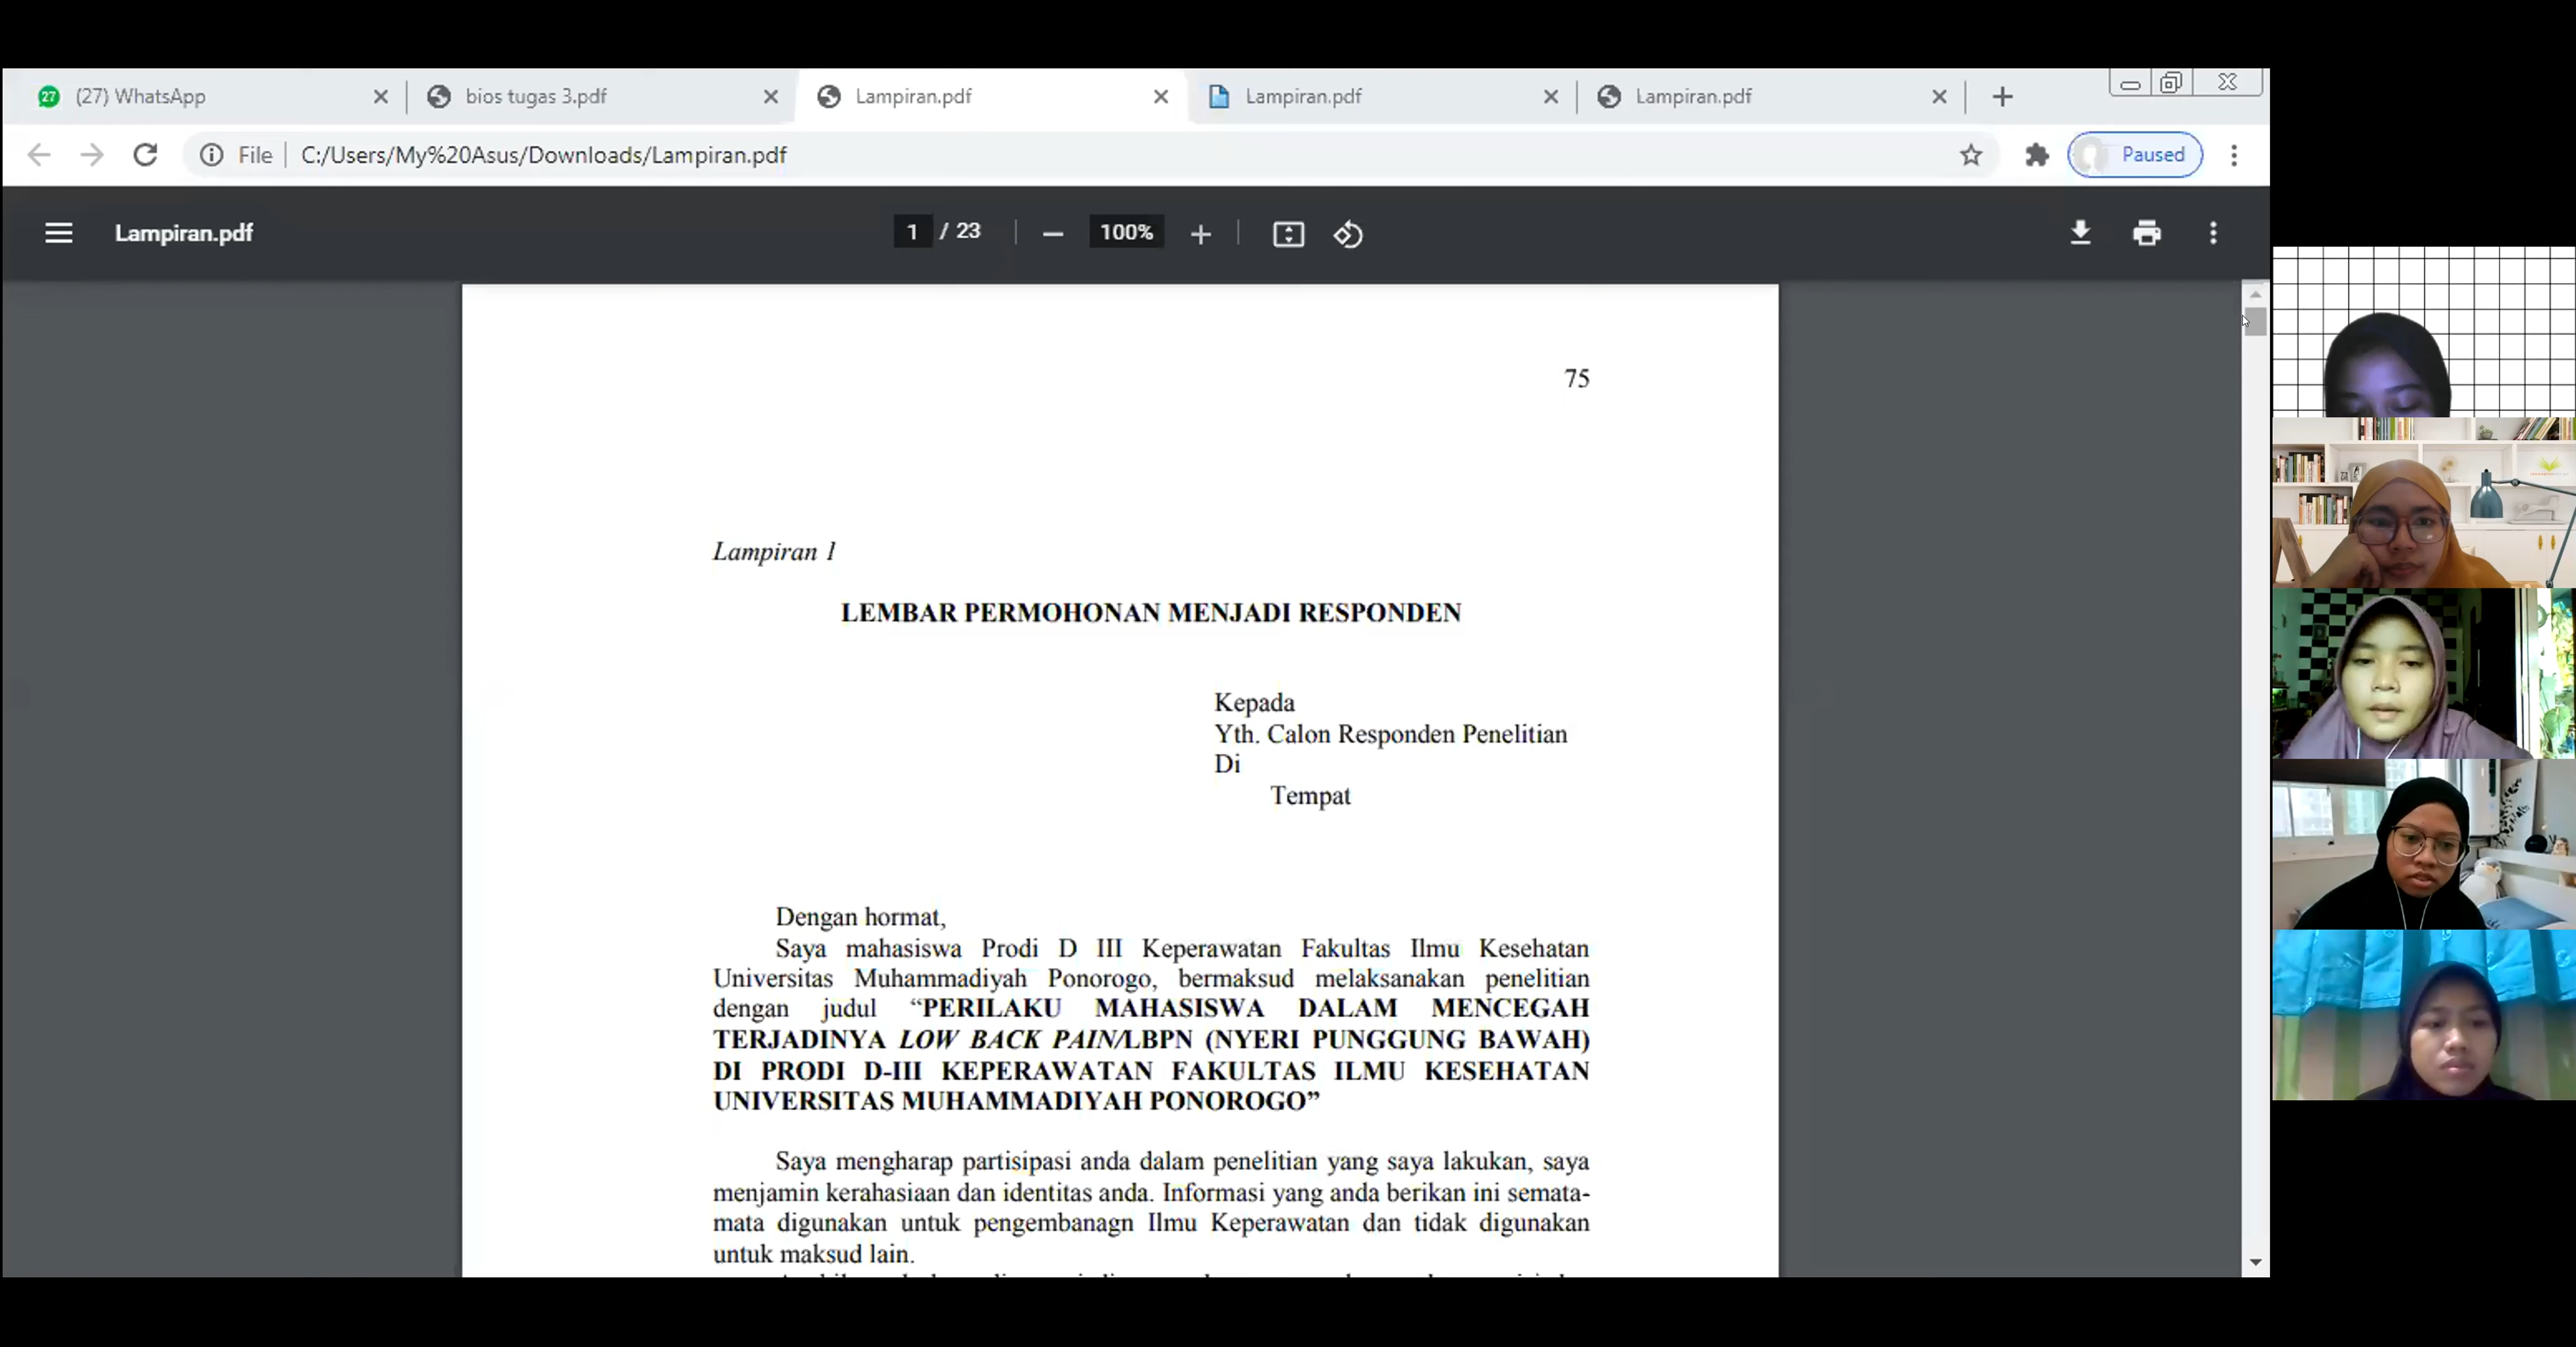 27 (27) WhatsApp
bios tugas 3.pdf
Lampiran.pdf
Lampiran.pdf
Lampiran.pdf
File C:/Users/My%20Asus/Downloads/Lampiran.pdf
Paused
Lampiran.pdf
1 / 23
100%
75
Lampiran 1
LEMBAR PERMOHONAN MENJADI RESPONDEN
Kepada
Yth. Calon Responden Penelitian
Di
Tempat
Dengan hormat,
Saya mahasiswa Prodi D III Keperawatan Fakultas Ilmu Kesehatan
Universitas Muhammadiyah Ponorogo, bermaksud melaksanakan penelitian
dengan judul “PERILAKU MAHASISWA DALAM MENCEGAH
TERJADINYA LOW BACK PAIN/LBPN (NYERI PUNGGUNG BAWAH)
DI PRODI D-III KEPERAWATAN FAKULTAS ILMU KESEHATAN
UNIVERSITAS MUHAMMADIYAH PONOROGO”
Saya mengharap partisipasi anda dalam penelitian yang saya lakukan, saya
menjamin kerahasiaan dan identitas anda. Informasi yang anda berikan ini semata-
mata digunakan untuk pengembanagn Ilmu Keperawatan dan tidak digunakan
untuk maksud lain.